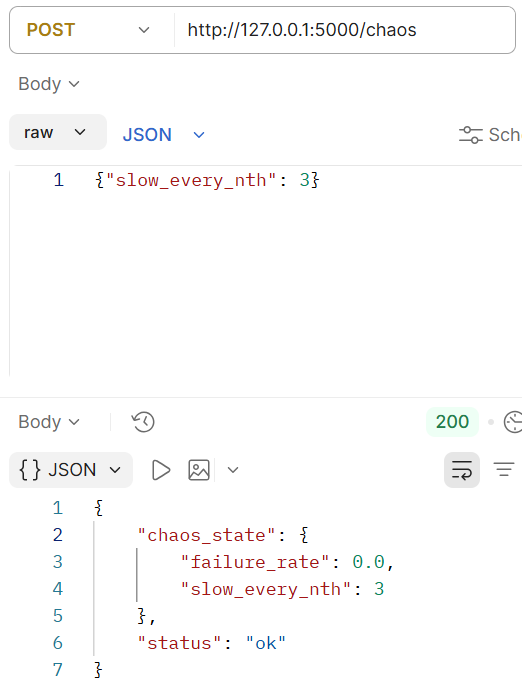 POST http://127.0.0.1:5000/chaos
Body
raw JSON Sch
1 {"slow_every_nth": 3}
Body 200
{} JSON
1 {
2 "chaos_state": {
3 "failure_rate": 0.0,
4 "slow_every_nth": 3
5 },
6 "status": "ok"
7 }